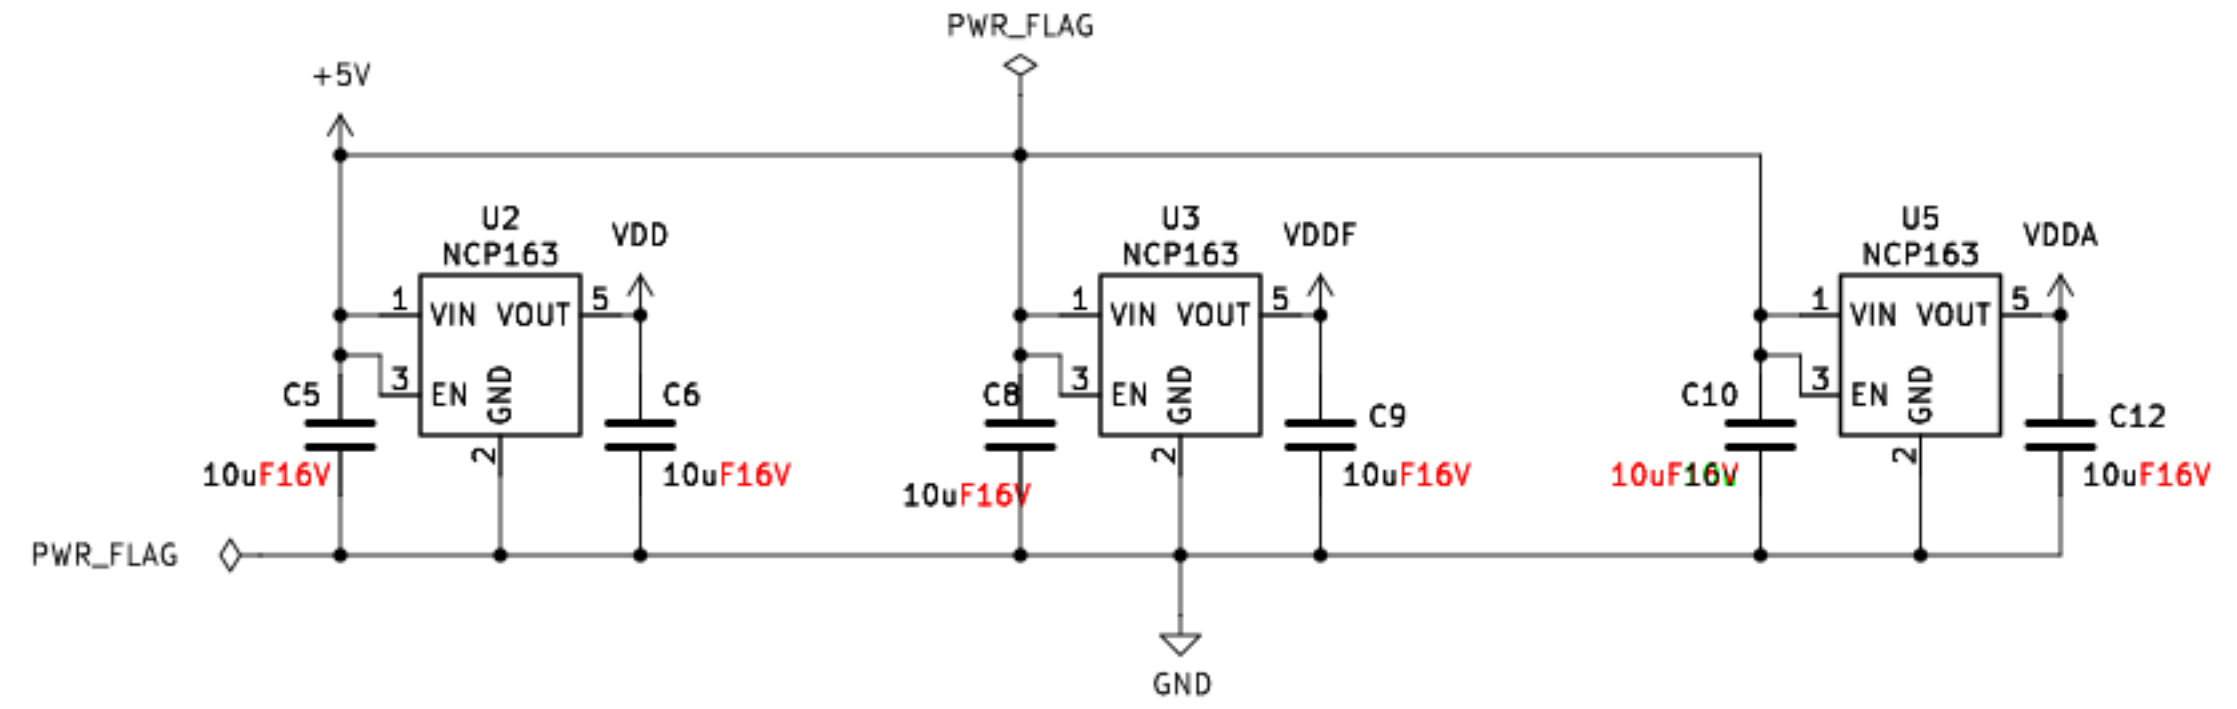 PWR_FLAG
+5V
U2
NCP163
VDD
1
VIN
VOUT
5
3
EN
GND
2
C5
10uF16V
C6
10uF16V
U3
NCP163
VDDF
1
VIN
VOUT
5
3
EN
GND
2
C8
10uF16V
C9
10uF16V
U5
NCP163
VDDA
1
VIN
VOUT
5
3
EN
GND
2
C10
10uF16V
C12
10uF16V
PWR_FLAG
GND